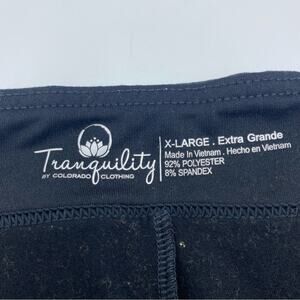 Tranquility
BY COLORADO CLOTHING
X-LARGE . Extra Grande
Made in Vietnam . Hecho en Vietnam
92% POLYESTER
8% SPANDEX